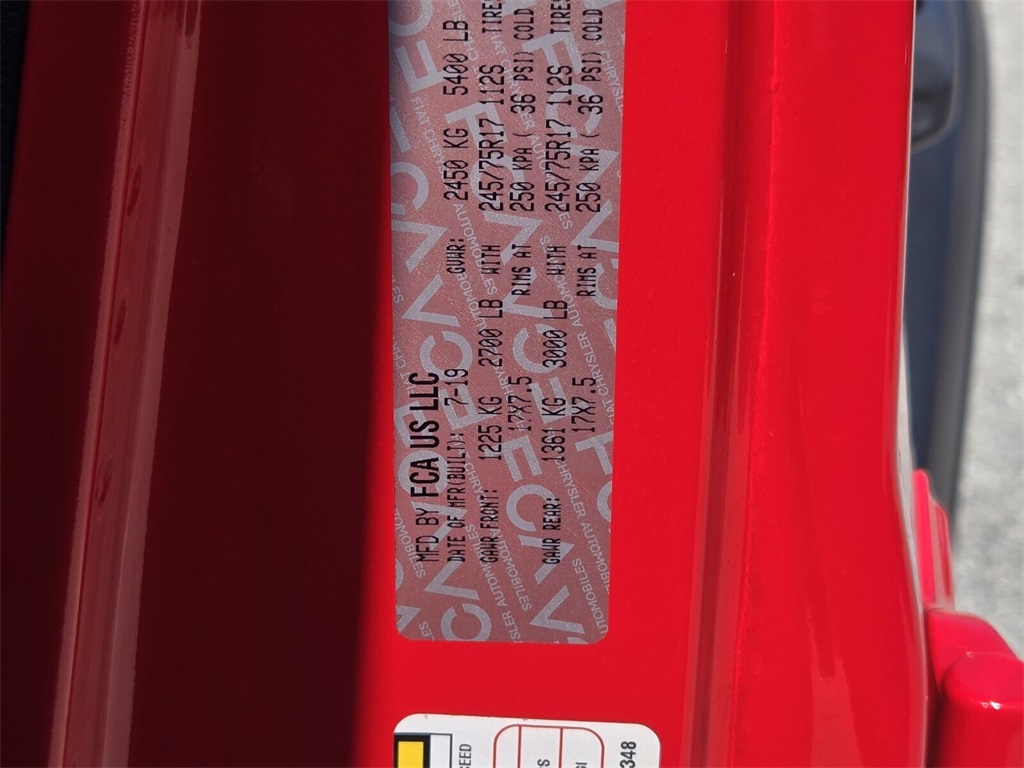 MFD BY FCA US LLC
DATE OF MFR(BUILT): 7-19 GVWR: 2450 KG 5400 LB
GAWR FRONT: 1225 KG 2700 LB WITH 245/75R17 112S TIRES
17X7.5 RIMS AT 250 KPA ( 36 PSI) COLD
GAWR REAR: 1361 KG 3000 LB WITH 245/75R17 112S TIRES
17X7.5 RIMS AT 250 KPA ( 36 PSI) COLD
348